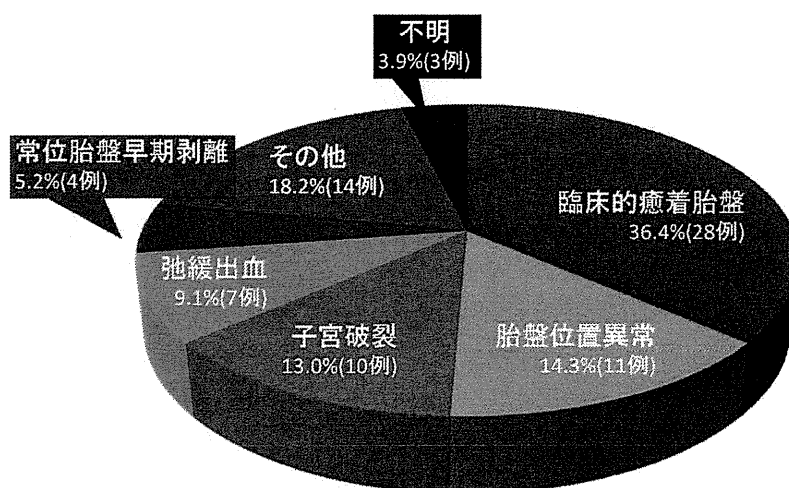 不明
3.9%(3例)
常位胎盤早期剥離
5.2%(4例)
その他
18.2%(14例)
臨床的癒着胎盤
36.4%(28例)
弛緩出血
9.1%(7例)
子宮破裂
13.0%(10例)
胎盤位置異常
14.3%(11例)